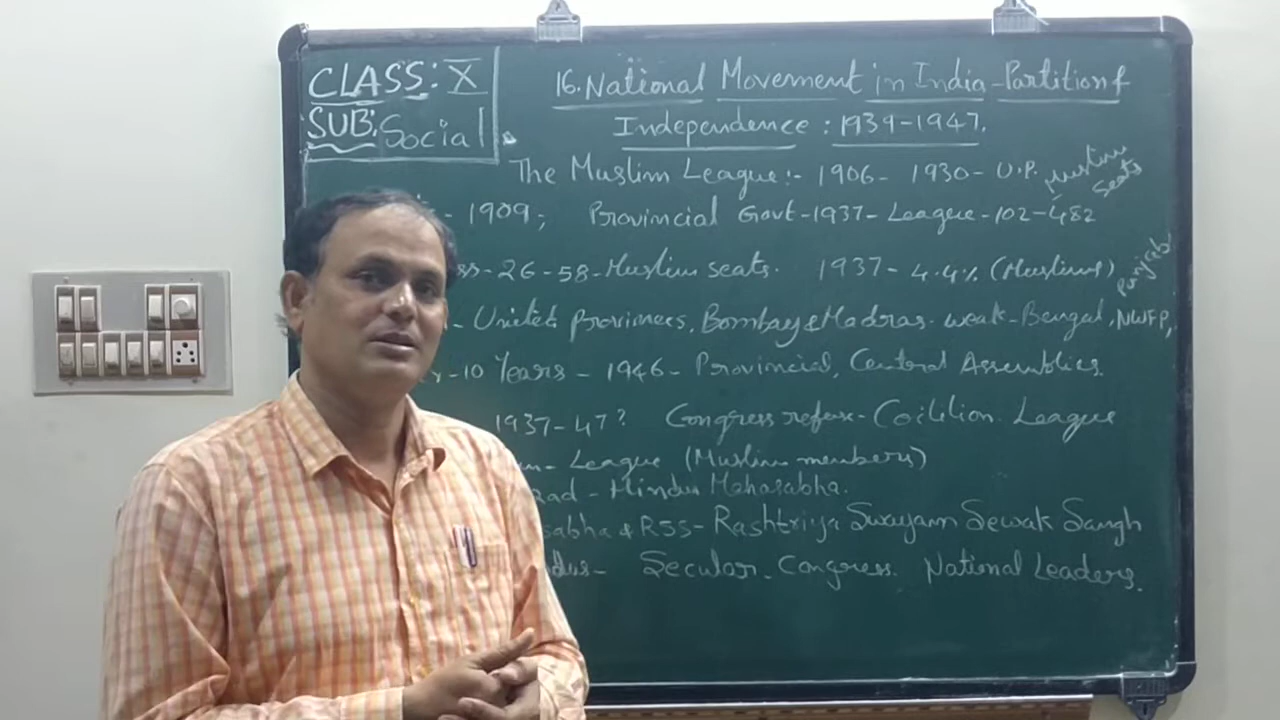 CLASS: X
SUB: Social.
16. National Movement in India - Partition &
Independence : 1939-1947.
The Muslim League:- 1906 - 1930 - U.P. Muslim Seats
- 1909; Provincial Govt - 1937 - League - 102 - 482
ss - 26 - 58 - Muslim seats. 1937 - 4.4% (Muslims)
- United Provinces, Bombay & Madras - weak - Bengal, NWFP, Punjab
- 10 Years - 1946 - Provincial, Central Assemblies.
1937-47? Congress refuse - League
League (Muslim members)
- Hindu Mahasabha.
sabha & RSS - Rashtriya Swayam Sewak Sangh
dus - Secular - Congress. National Leaders.